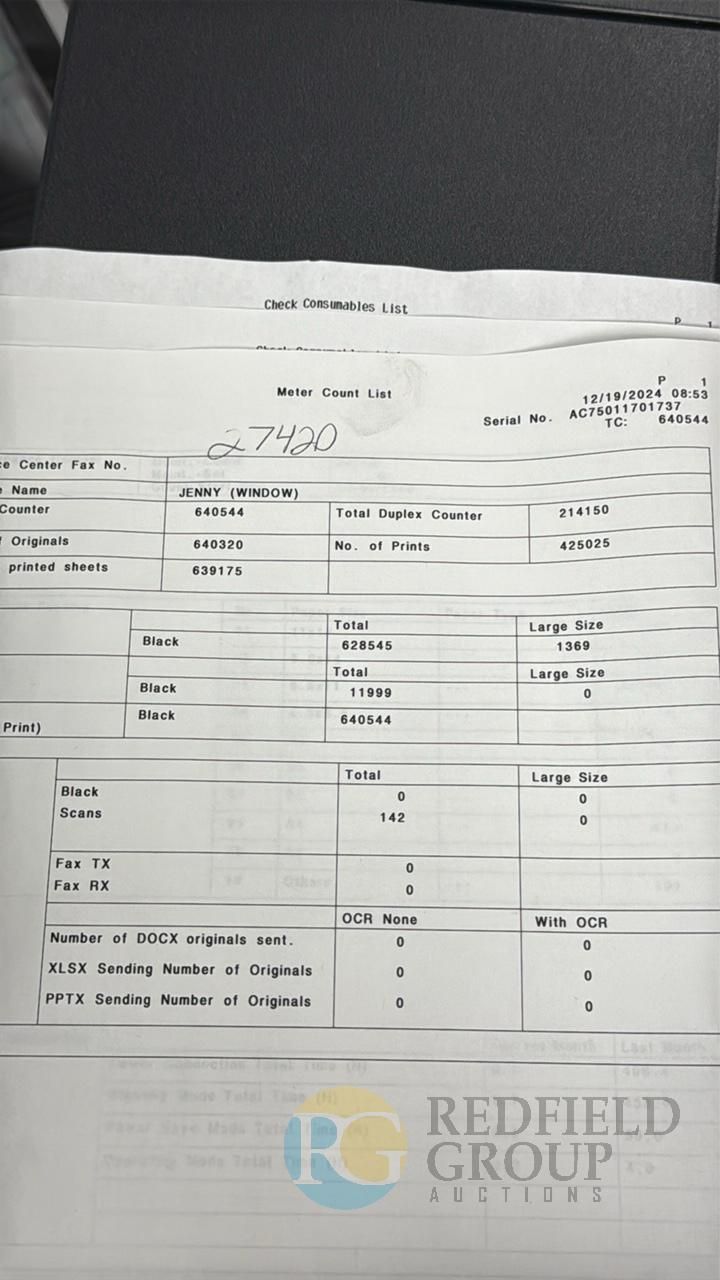 Check Consumables List
P 1
Meter Count List
P 1
12/19/2024 08:53
Serial No. AC75011701737
TC: 640544
27420
Center Fax No.
Name JENNY (WINDOW)
Counter 640544 Total Duplex Counter 214150
Originals 640320 No. of Prints 425025
printed sheets 639175
Total Large Size
Black 628545 1369
Total Large Size
Black 11999 0
Print) Black 640544
Total Large Size
Black 0 0
Scans 142 0
Fax TX 0
Fax RX 0
OCR None With OCR
Number of DOCX originals sent. 0 0
XLSX Sending Number of Originals 0 0
PPTX Sending Number of Originals 0 0
RG REDFIELD
GROUP
AUCTIONS